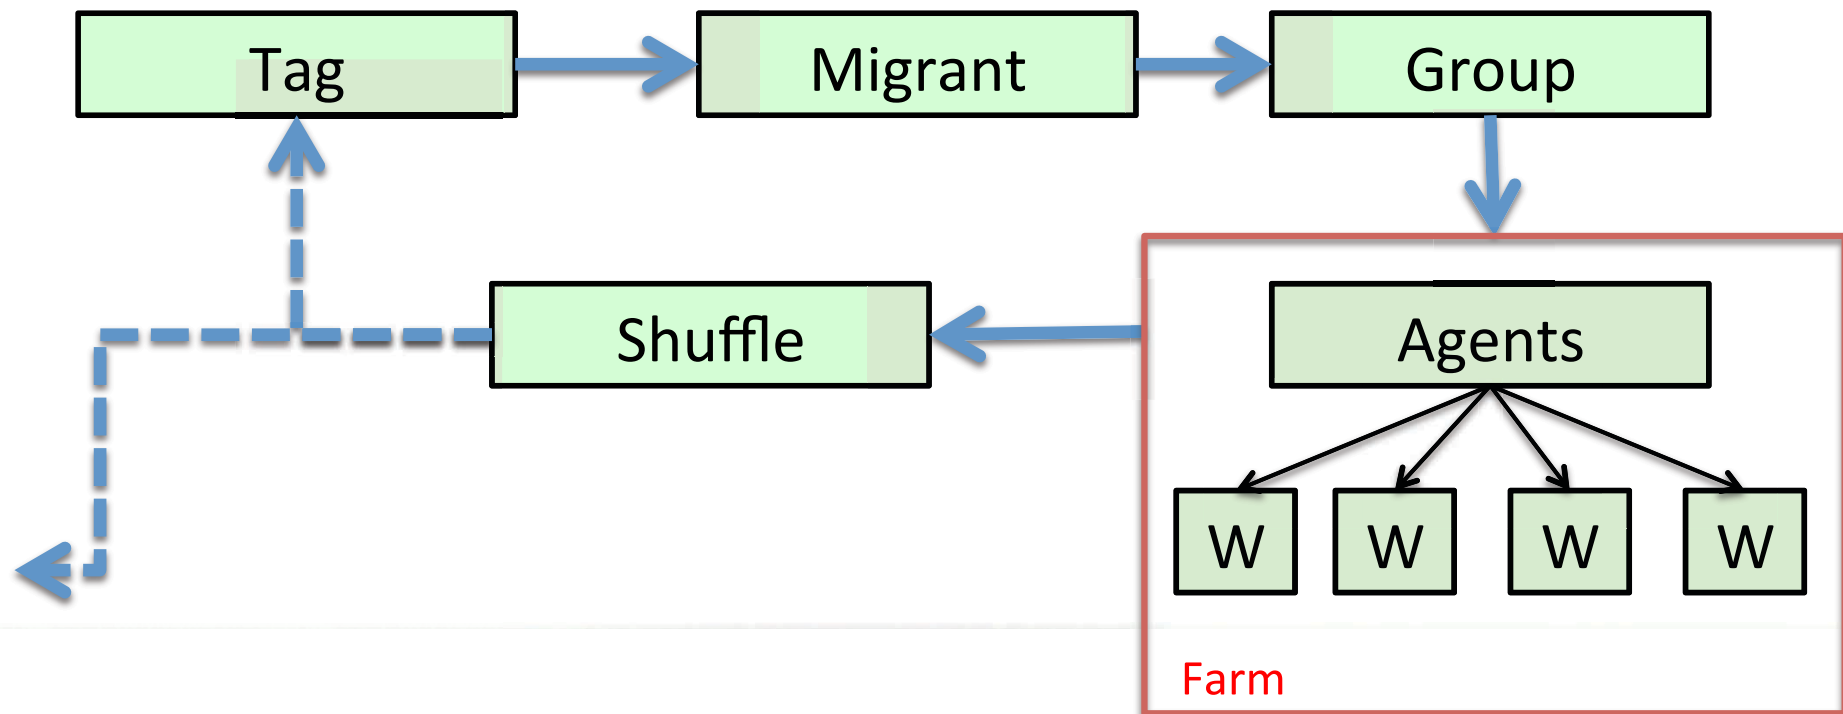 Tag
Migrant
Group
Shuffle
Agents
W
W
W
W
Farm